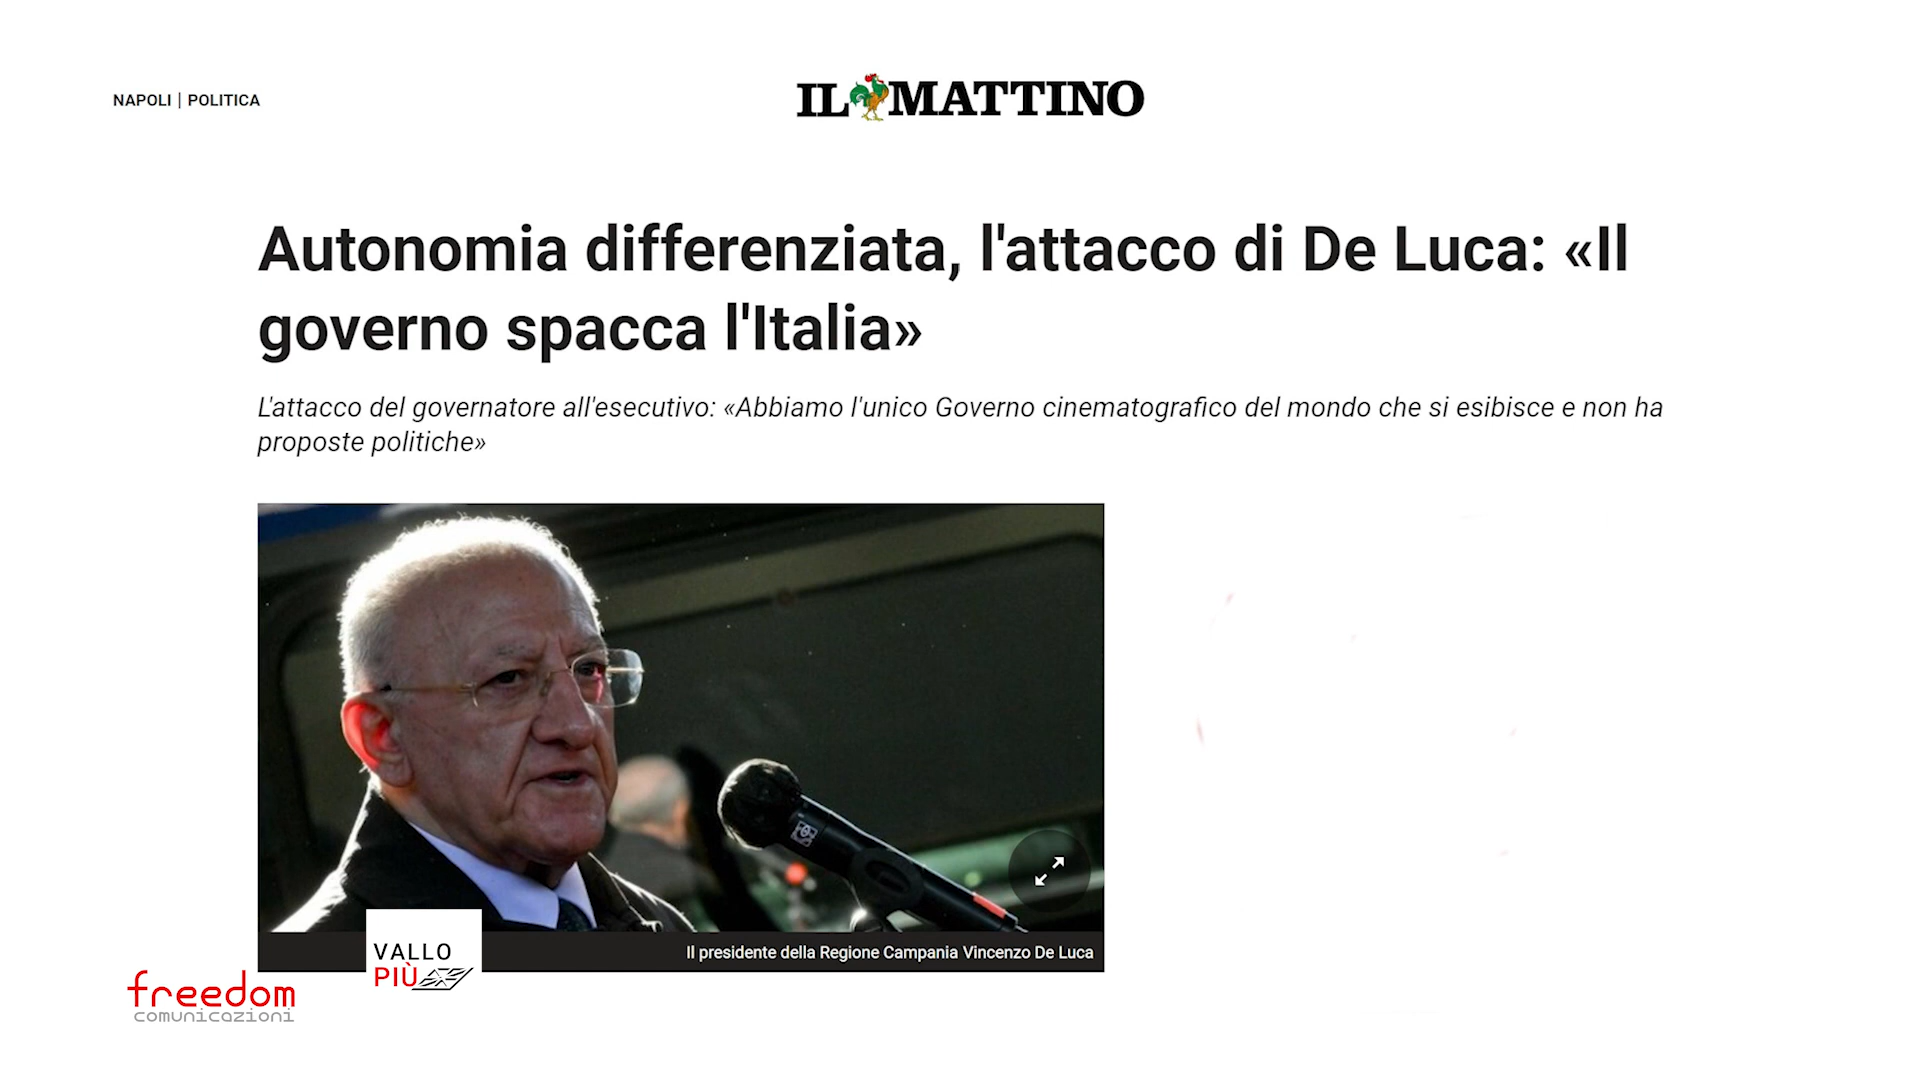 NAPOLI | POLITICA
IL MATTINO
Autonomia differenziata, l'attacco di De Luca: «Il
governo spacca l'Italia»
L'attacco del governatore all'esecutivo: «Abbiamo l'unico Governo cinematografico del mondo che si esibisce e non ha
proposte politiche»
Il presidente della Regione Campania Vincenzo De Luca
VALLO
PIÙ
freedom
comunicazioni